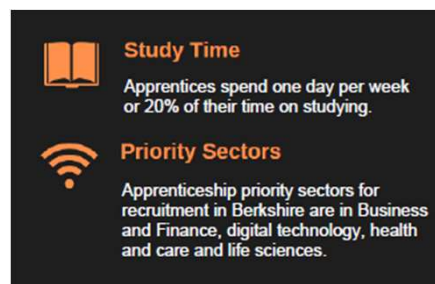 Study Time
Apprentices spend one day per week
or 20% of their time on studying.
Priority Sectors
Apprenticeship priority sectors for
recruitment in Berkshire are in Business
and Finance, digital technology, health
and care and life sciences.